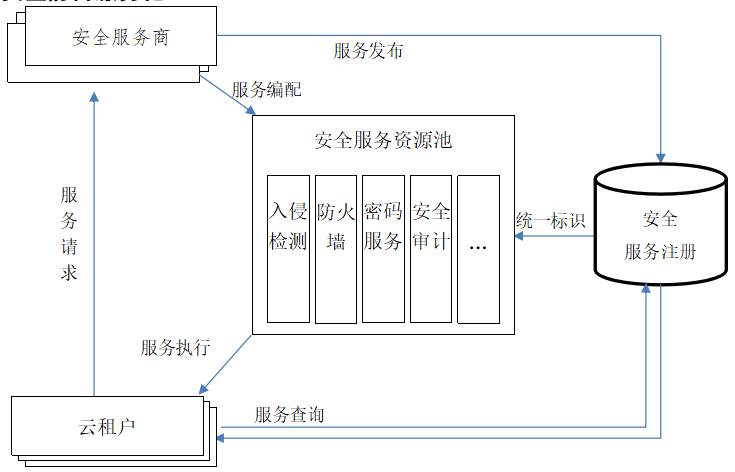 安全服务商
服务发布
服务编配
安全服务资源池
服
务
请
求
入侵
检测
防火
墙
密码
服务
安全
审计
...
统一标识
安全
服务注册
服务执行
服务查询
云租户